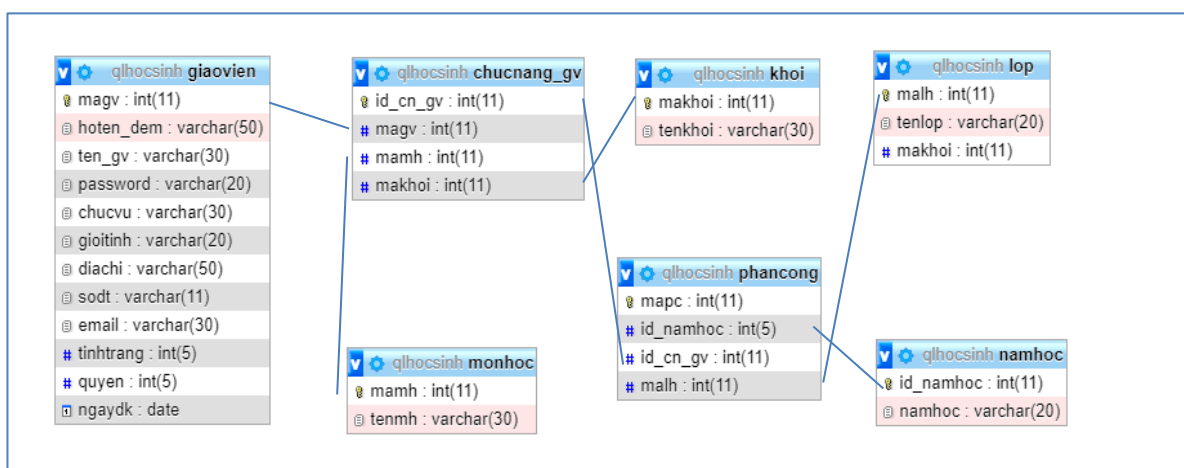 qlhocsinh giaovien
magv : int(11)
hoten_dem : varchar(50)
ten_gv : varchar(30)
password : varchar(20)
chucvu : varchar(30)
gioitinh : varchar(20)
diachi : varchar(50)
sodt : varchar(11)
email : varchar(30)
# tinhtrang : int(5)
# quyen : int(5)
ngaydk : date
qlhocsinh chucnang_gv
id_cn_gv : int(11)
# magv : int(11)
# mamh : int(11)
# makhoi : int(11)
qlhocsinh khoi
makhoi : int(11)
tenkhoi : varchar(30)
qlhocsinh lop
malh : int(11)
tenlop : varchar(20)
# makhoi : int(11)
qlhocsinh monhoc
mamh : int(11)
tenmh : varchar(30)
qlhocsinh phancong
mapc : int(11)
# id_namhoc : int(5)
# id_cn_gv : int(11)
# malh : int(11)
qlhocsinh namhoc
id_namhoc : int(11)
namhoc : varchar(20)